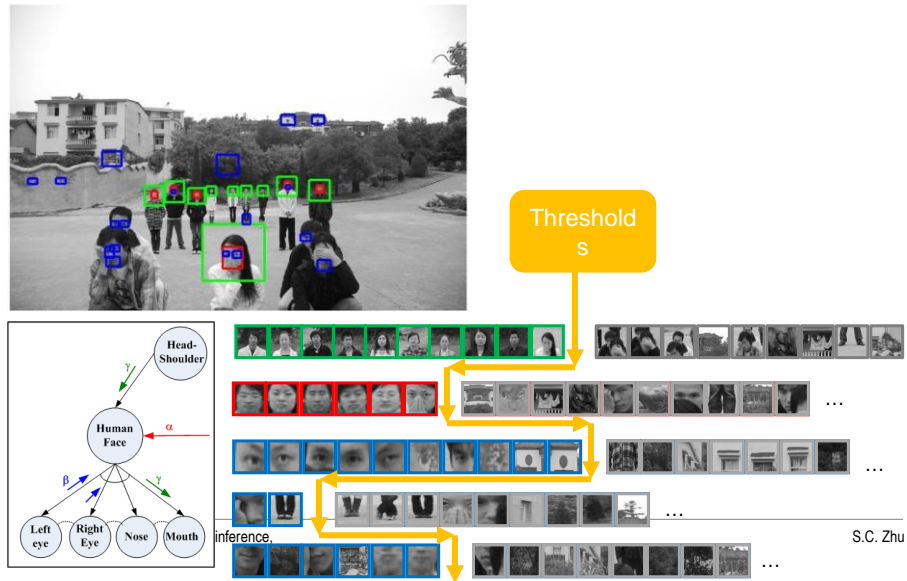 Threshold
s
Head-
Shoulder
γ
Human
Face
α
β
γ
Left
eye
Right
Eye
Nose
Mouth
...
...
...
...
inference,
S.C. Zhu